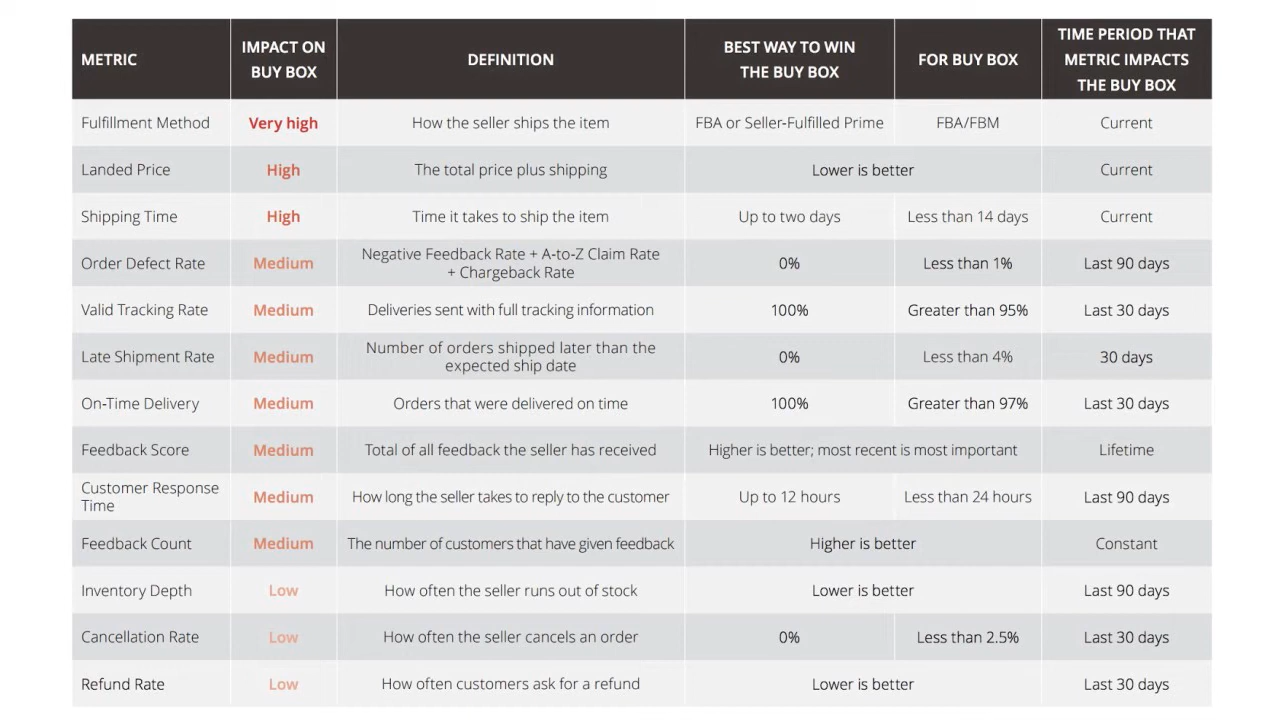 METRIC
IMPACT ON
BUY BOX
DEFINITION
BEST WAY TO WIN
THE BUY BOX
FOR BUY BOX
TIME PERIOD THAT
METRIC IMPACTS
THE BUY BOX
Fulfillment Method
Very high
How the seller ships the item
FBA or Seller-Fulfilled Prime
FBA/FBM
Current
Landed Price
High
The total price plus shipping
Lower is better
Current
Shipping Time
High
Time it takes to ship the item
Up to two days
Less than 14 days
Current
Order Defect Rate
Medium
Negative Feedback Rate + A-to-Z Claim Rate
+ Chargeback Rate
0%
Less than 1%
Last 90 days
Valid Tracking Rate
Medium
Deliveries sent with full tracking information
100%
Greater than 95%
Last 30 days
Late Shipment Rate
Medium
Number of orders shipped later than the
expected ship date
0%
Less than 4%
30 days
On-Time Delivery
Medium
Orders that were delivered on time
100%
Greater than 97%
Last 30 days
Feedback Score
Medium
Total of all feedback the seller has received
Higher is better; most recent is most important
Lifetime
Customer Response
Time
Medium
How long the seller takes to reply to the customer
Up to 12 hours
Less than 24 hours
Last 90 days
Feedback Count
Medium
The number of customers that have given feedback
Higher is better
Constant
Inventory Depth
Low
How often the seller runs out of stock
Lower is better
Last 90 days
Cancellation Rate
Low
How often the seller cancels an order
0%
Less than 2.5%
Last 30 days
Refund Rate
Low
How often customers ask for a refund
Lower is better
Last 30 days